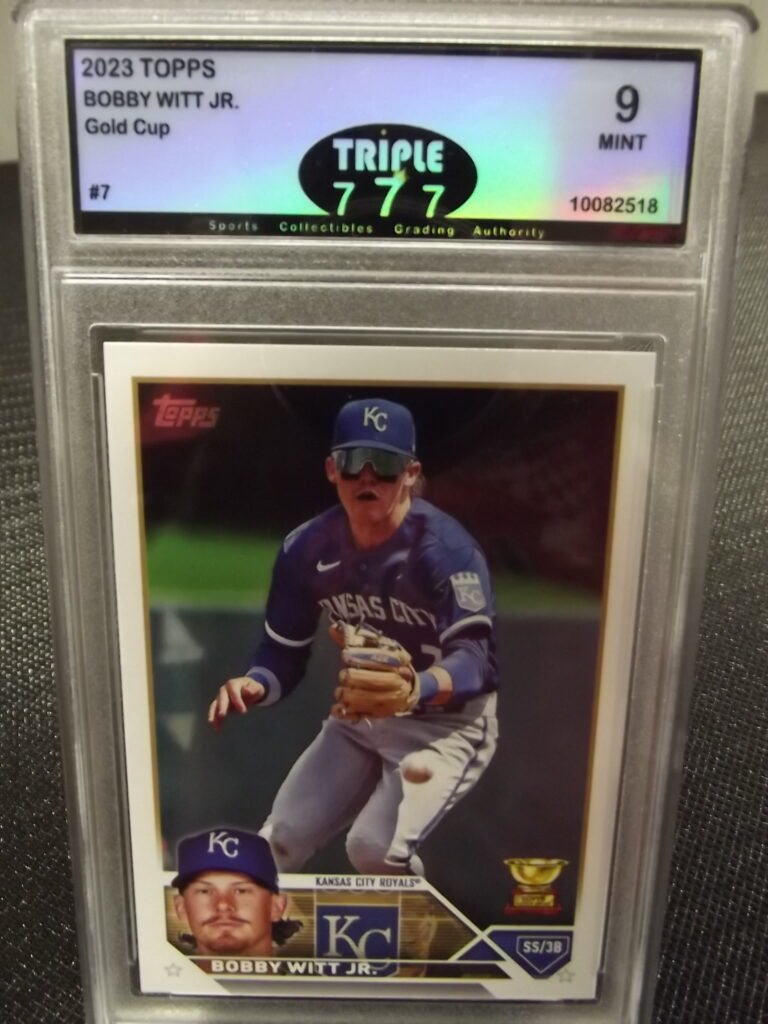 2023 TOPPS
BOBBY WITT JR.
Gold Cup
9
MINT
TRIPLE
777
#7
10082518
Sports Collectibles Grading Authority
Topps
KC
KANSAS CITY
7
KC
KC
KANSAS CITY ROYALS®
KC
SS/3B
BOBBY WITT JR.